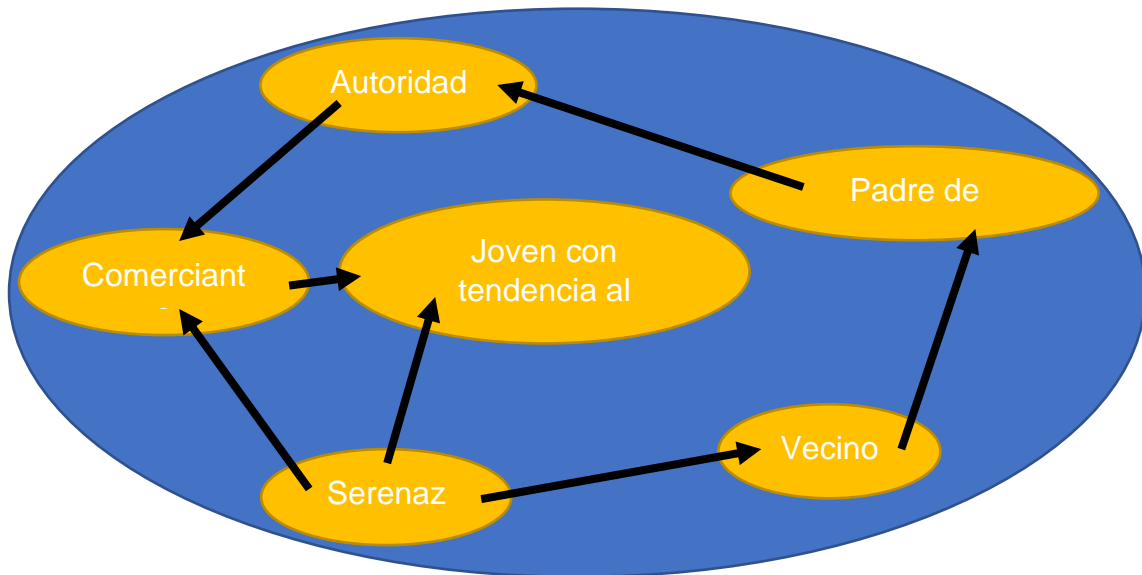 Autoridad
Padre de
Joven con
tendencia al
Comerciant
Vecino
Serenaz